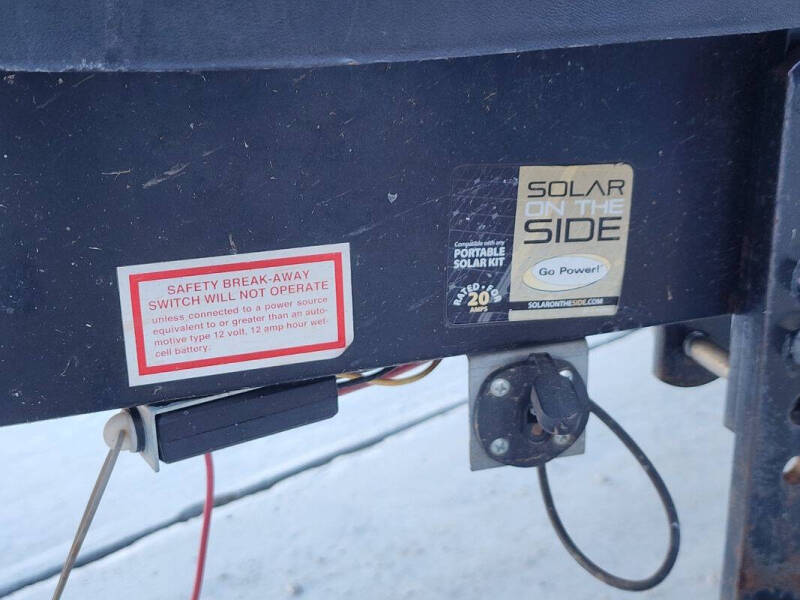 SAFETY BREAK-AWAY
SWITCH WILL NOT OPERATE
unless connected to a power source
equivalent to or greater than an auto-
motive type 12 volt, 12 amp hour wet-
cell battery.
SOLAR
ON THE
SIDE
Compatible with any
PORTABLE
SOLAR KIT
Go Power!
RATED • FOR
20
AMPS
SOLARONTHESIDE.COM